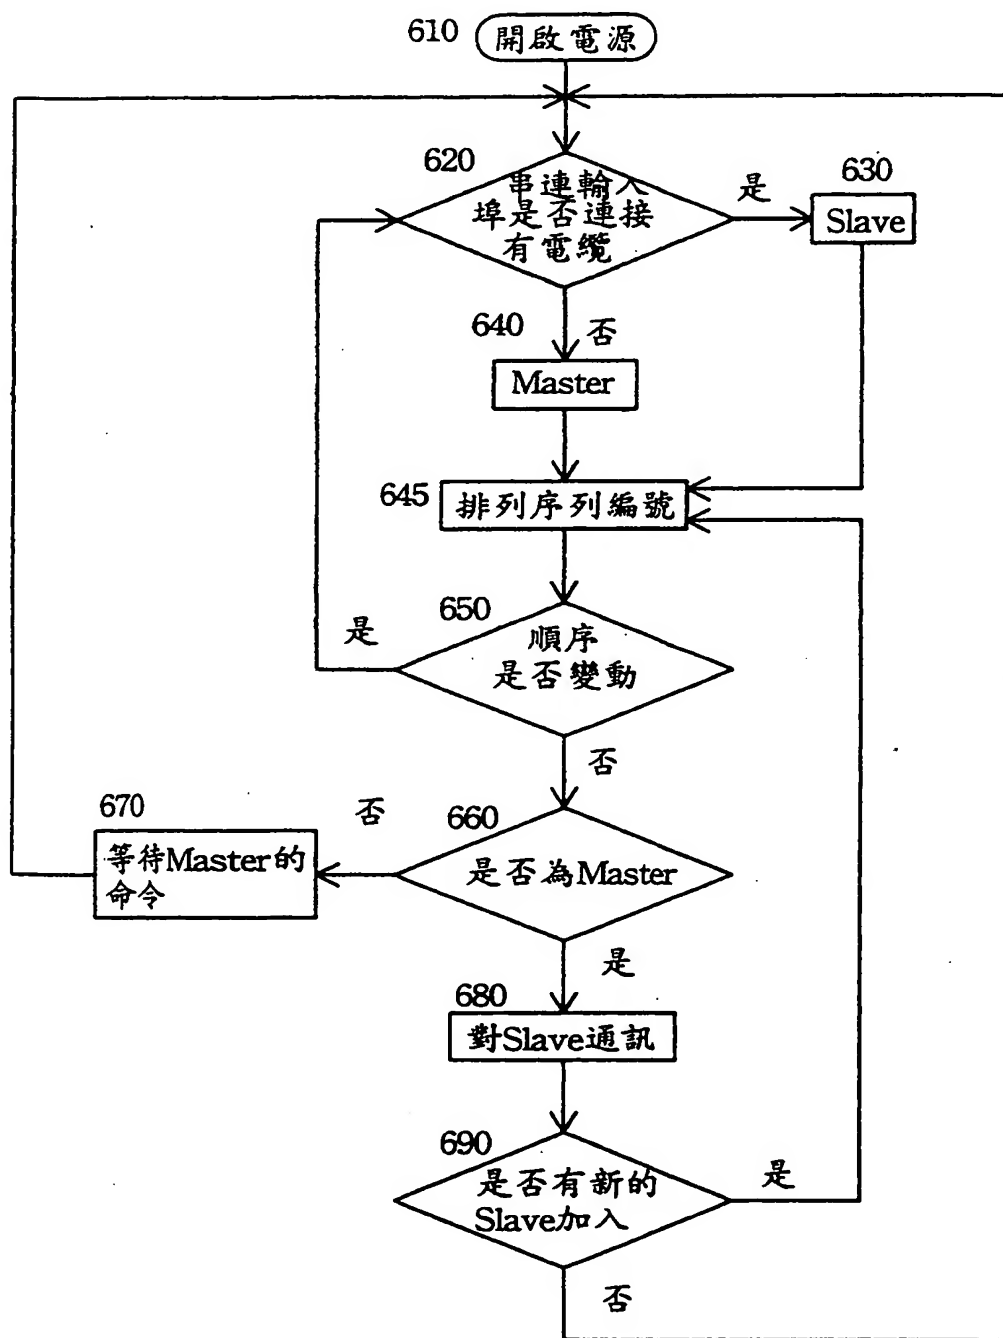 610 開啟電源
620
串連輸入
埠是否連接
有電纜
是
630
Slave
640
否
Master
645 排列序列編號
650
順序
是否變動
是
否
660
是否為Master
否
670
等待Master的
命令
是
680
對Slave通訊
690
是否有新的
Slave加入
是
否